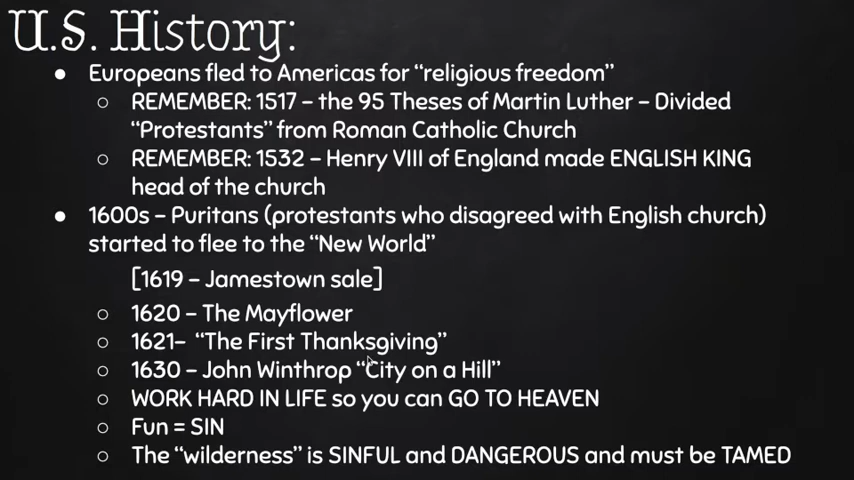 U.S. History:
● Europeans fled to Americas for “religious freedom”
○ REMEMBER: 1517 – the 95 Theses of Martin Luther – Divided
“Protestants” from Roman Catholic Church
○ REMEMBER: 1532 – Henry VIII of England made ENGLISH KING
head of the church
● 1600s – Puritans (protestants who disagreed with English church)
started to flee to the “New World”
[1619 – Jamestown sale]
○ 1620 – The Mayflower
○ 1621– “The First Thanksgiving”
○ 1630 – John Winthrop “City on a Hill”
○ WORK HARD IN LIFE so you can GO TO HEAVEN
○ Fun = SIN
○ The “wilderness” is SINFUL and DANGEROUS and must be TAMED